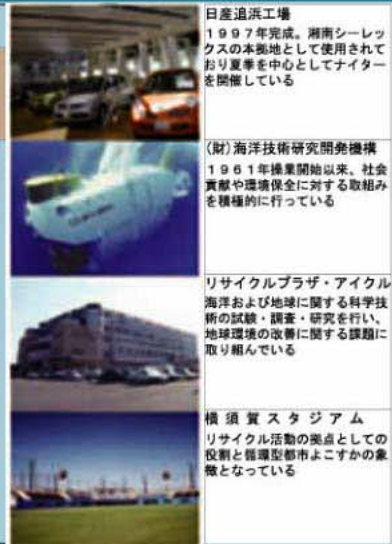 日産追浜工場
1997年完成。湘南シーレッ
クスの本拠地として使用されて
おり夏季を中心としてナイター
を開催している
(財)海洋技術研究開発機構
1961年操業開始以来、社会
貢献や環境保全に対する取組み
を積極的に行っている
リサイクルプラザ・アイクル
海洋および地球に関する科学技
術の試験・調査・研究を行い、
地球環境の改善に関する課題に
取り組んでいる
横須賀スタジアム
リサイクル活動の拠点としての
役割と循環型都市よこすかの象
徴となっている